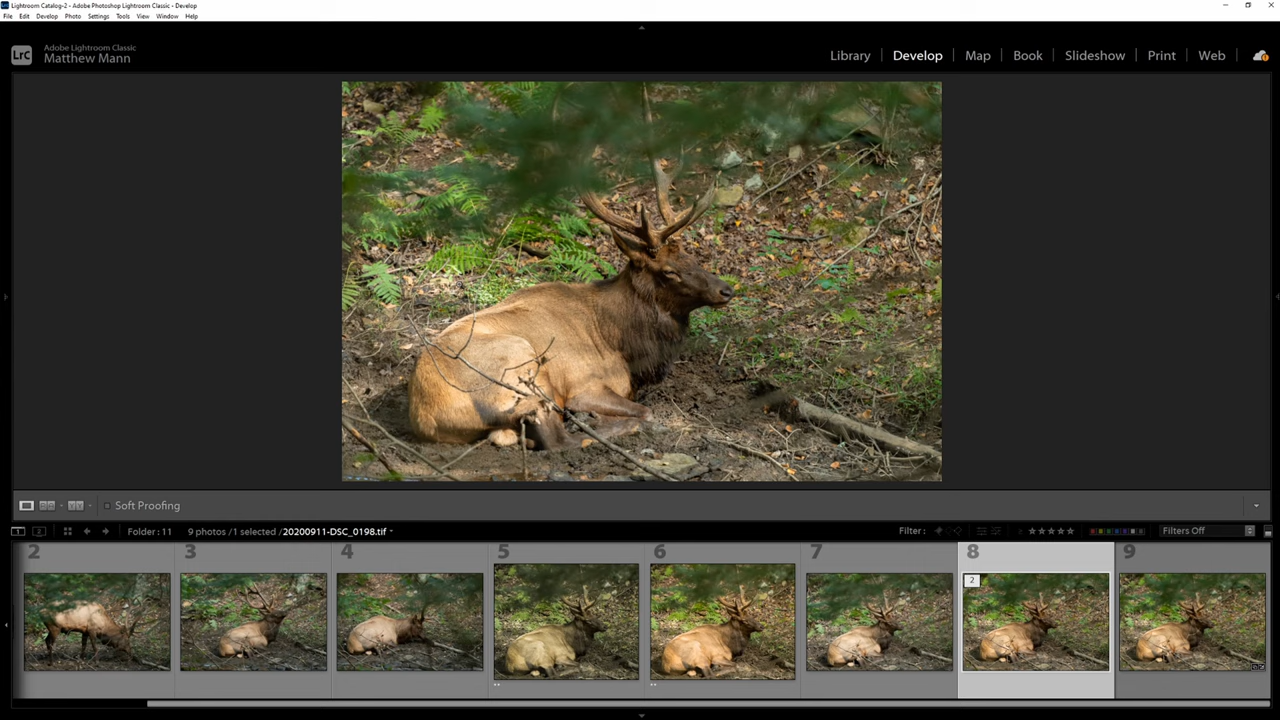 Lightroom Catalog-2 - Adobe Photoshop Lightroom Classic - Develop
File Edit Develop Photo Settings Tools View Window Help
LrC
Adobe Lightroom Classic
Matthew Mann
Library Develop Map Book Slideshow Print Web
Soft Proofing
1 2 Folder : 11 9 photos / 1 selected / 20200911-DSC_0198.tif Filter : Filters Off
2 3 4 5 6 7 8 9
2